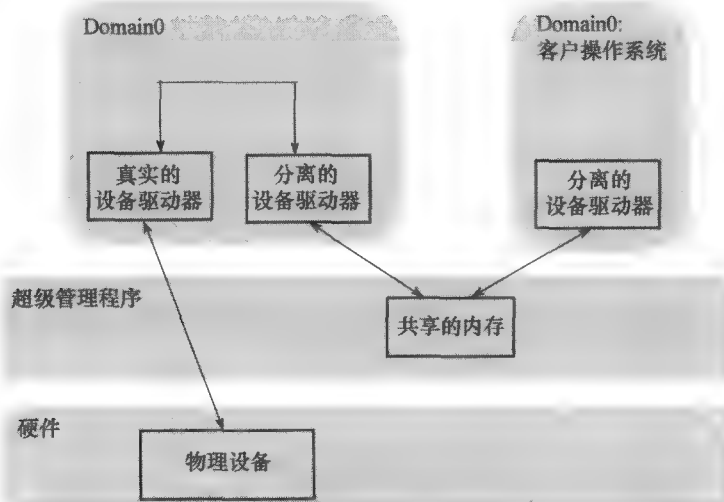 Domain0
Domain0:
客户操作系统
真实的
设备驱动器
分离的
设备驱动器
分离的
设备驱动器
超级管理程序
共享的内存
硬件
物理设备